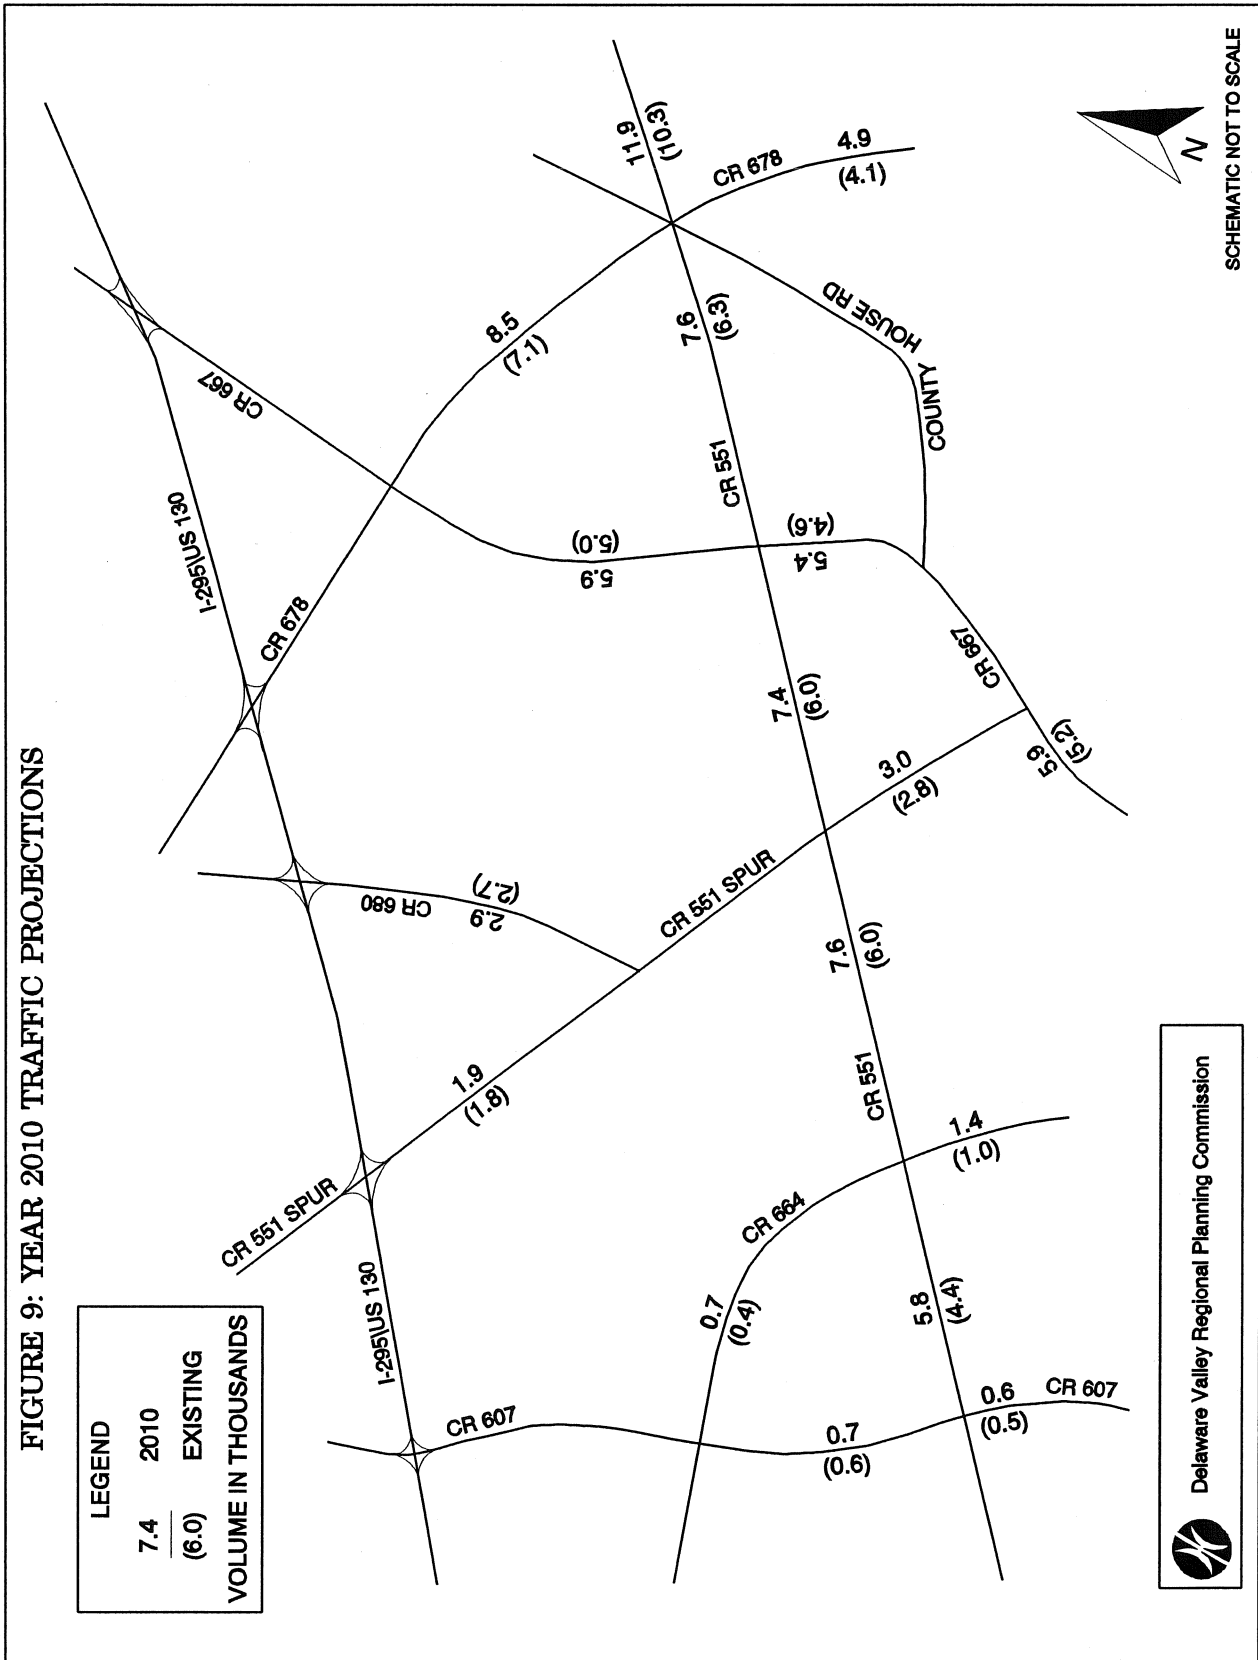 FIGURE 9: YEAR 2010 TRAFFIC PROJECTIONS
LEGEND
7.4 2010
(6.0) EXISTING
VOLUME IN THOUSANDS
I-295\US 130
CR 667
CR 678
8.5
(7.1)
11.9
(10.3)
CR 678
4.9
(4.1)
7.6
(6.3)
COUNTY HOUSE RD
CR 551
5.9
(5.0)
5.4
(4.6)
CR 667
7.4
(6.0)
5.9
(5.2)
3.0
(2.8)
CR 680
2.9
(2.7)
CR 551 SPUR
7.6
(6.0)
CR 551 SPUR
1.9
(1.8)
CR 551
1.4
(1.0)
CR 664
0.7
(0.4)
5.8
(4.4)
I-295\US 130
CR 607
0.7
(0.6)
0.6
(0.5)
CR 607
N
SCHEMATIC NOT TO SCALE
Delaware Valley Regional Planning Commission